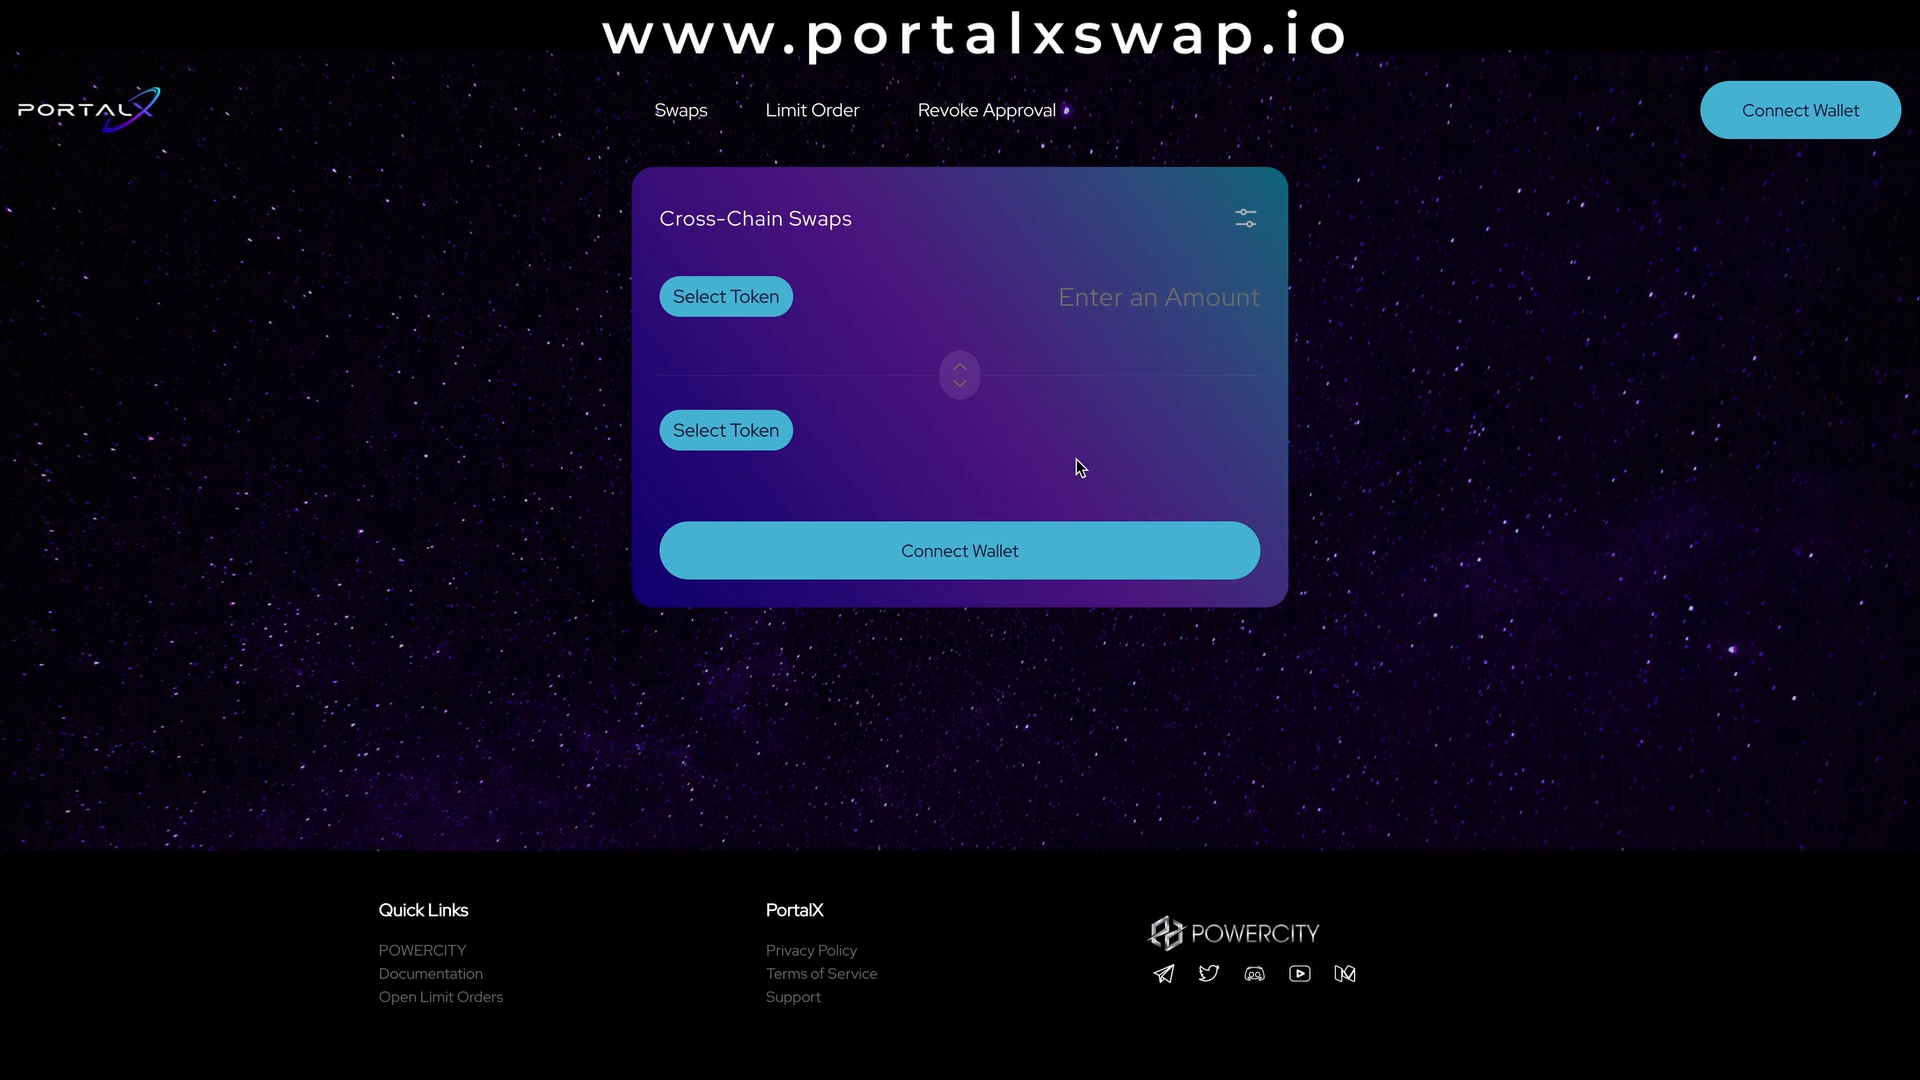 www.portalxswap.io
PORTALX
Swaps
Limit Order
Revoke Approval
Connect Wallet
Cross-Chain Swaps
Select Token
Enter an Amount
Select Token
Connect Wallet
Quick Links
POWERCITY
Documentation
Open Limit Orders
PortalX
Privacy Policy
Terms of Service
Support
POWERCITY